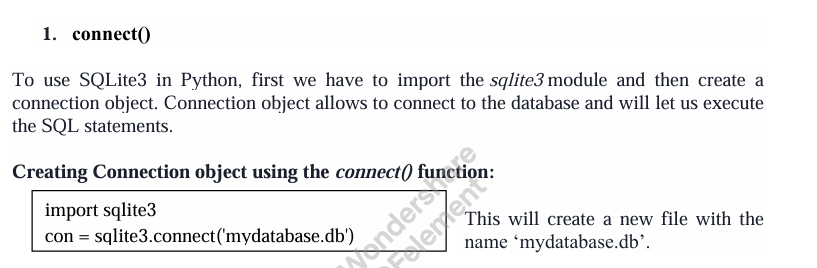 1. connect()
To use SQLite3 in Python, first we have to import the sqlite3 module and then create a
connection object. Connection object allows to connect to the database and will let us execute
the SQL statements.
Creating Connection object using the connect() function:
import sqlite3
con = sqlite3.connect('mydatabase.db')
This will create a new file with the
name ‘mydatabase.db’.
Wondershare
PDFelement